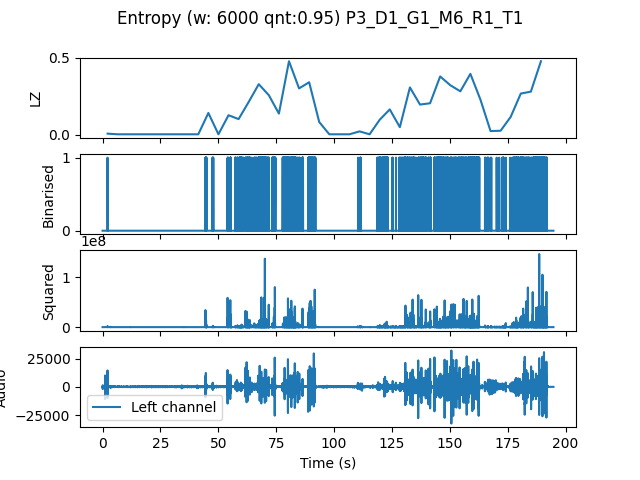 Entropy (w: 6000 qnt:0.95) P3_D1_G1_M6_R1_T1
0.5
LZ
0.0
1
Binarised
0
1e8
1
Squared
0
25000
Audio
0
−25000
Left channel
0 25 50 75 100 125 150 175 200
Time (s)